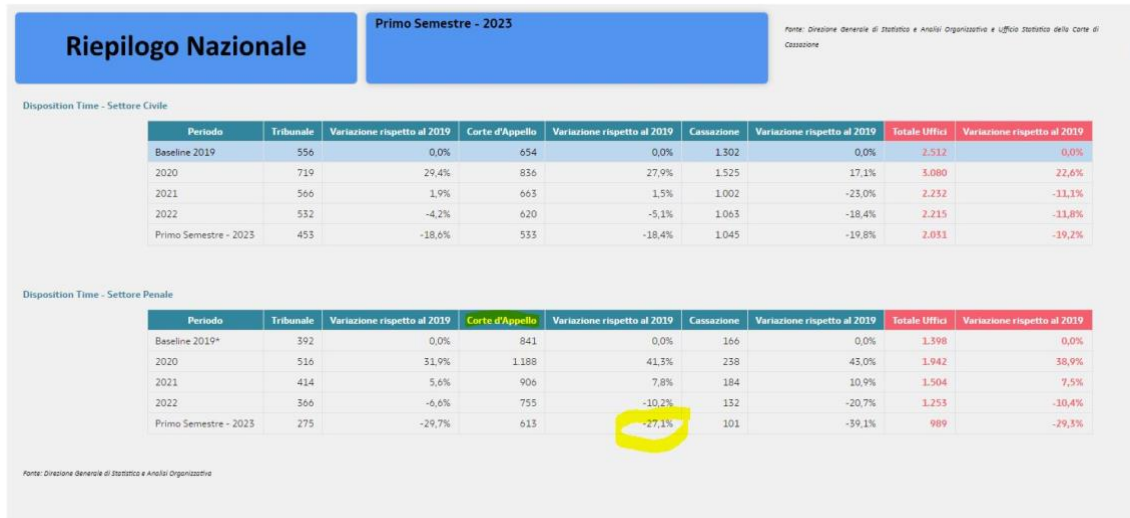 Riepilogo Nazionale
Primo Semestre - 2023
Fonte: Direzione Generale di Statistica e Analisi Organizzativa e Ufficio Statistico della Corte di
Cassazione
Disposition Time - Settore Civile
Periodo Tribunale Variazione rispetto al 2019 Corte d'Appello Variazione rispetto al 2019 Cassazione Variazione rispetto al 2019 Totale Uffici Variazione rispetto al 2019
Baseline 2019 556 0,0% 654 0,0% 1.302 0,0% 2.512 0,0%
2020 719 29,4% 836 27,9% 1.525 17,1% 3.080 22,6%
2021 566 1,9% 663 1,5% 1.002 -23,0% 2.232 -11,1%
2022 532 -4,2% 620 -5,1% 1.063 -18,4% 2.215 -11,8%
Primo Semestre - 2023 453 -18,6% 533 -18,4% 1.045 -19,8% 2.031 -19,2%
Disposition Time - Settore Penale
Periodo Tribunale Variazione rispetto al 2019 Corte d'Appello Variazione rispetto al 2019 Cassazione Variazione rispetto al 2019 Totale Uffici Variazione rispetto al 2019
Baseline 2019* 392 0,0% 841 0,0% 166 0,0% 1.398 0,0%
2020 516 31,9% 1.188 41,3% 238 43,0% 1.942 38,9%
2021 414 5,6% 906 7,8% 184 10,9% 1.504 7,5%
2022 366 -6,6% 755 -10,2% 132 -20,7% 1.253 -10,4%
Primo Semestre - 2023 275 -29,7% 613 -27,1% 101 -39,1% 989 -29,3%
Fonte: Direzione Generale di Statistica e Analisi Organizzativa